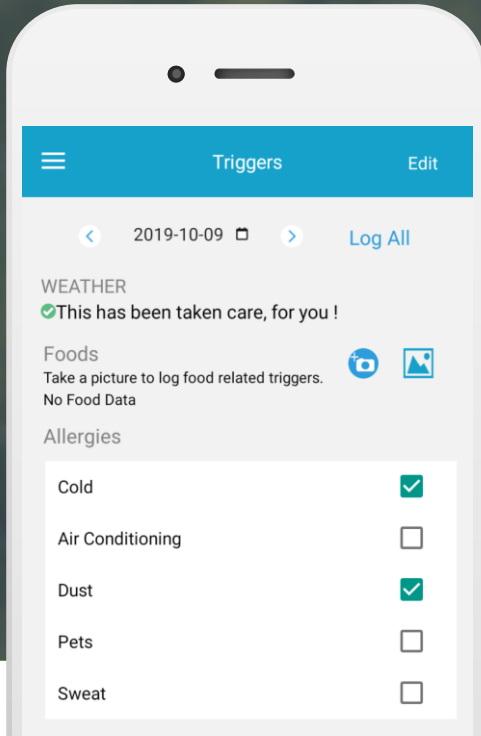 Triggers Edit
2019-10-09 Log All
WEATHER
This has been taken care, for you !
Foods
Take a picture to log food related triggers.
No Food Data
Allergies
Cold
Air Conditioning
Dust
Pets
Sweat